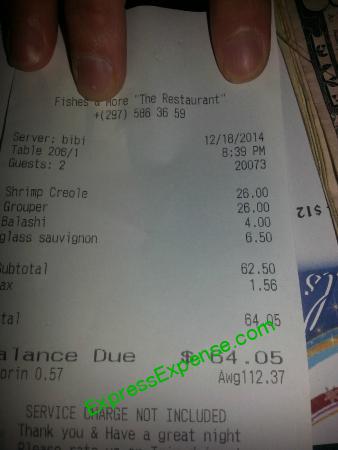 Fishes & More "The Restaurant"
+(297) 586 36 59
Server: bibi 12/18/2014
Table 206/1 8:39 PM
Guests: 2 20073
Shrimp Creole 26.00
Grouper 26.00
Balashi 4.00
glass sauvignon 6.50
ubtotal 62.50
ax 1.56
tal 64.05
alance Due $ 64.05
orin 0.57 Awg112.37
SERVICE CHARGE NOT INCLUDED
Thank you & Have a great night
ExpressExpense.com
$12